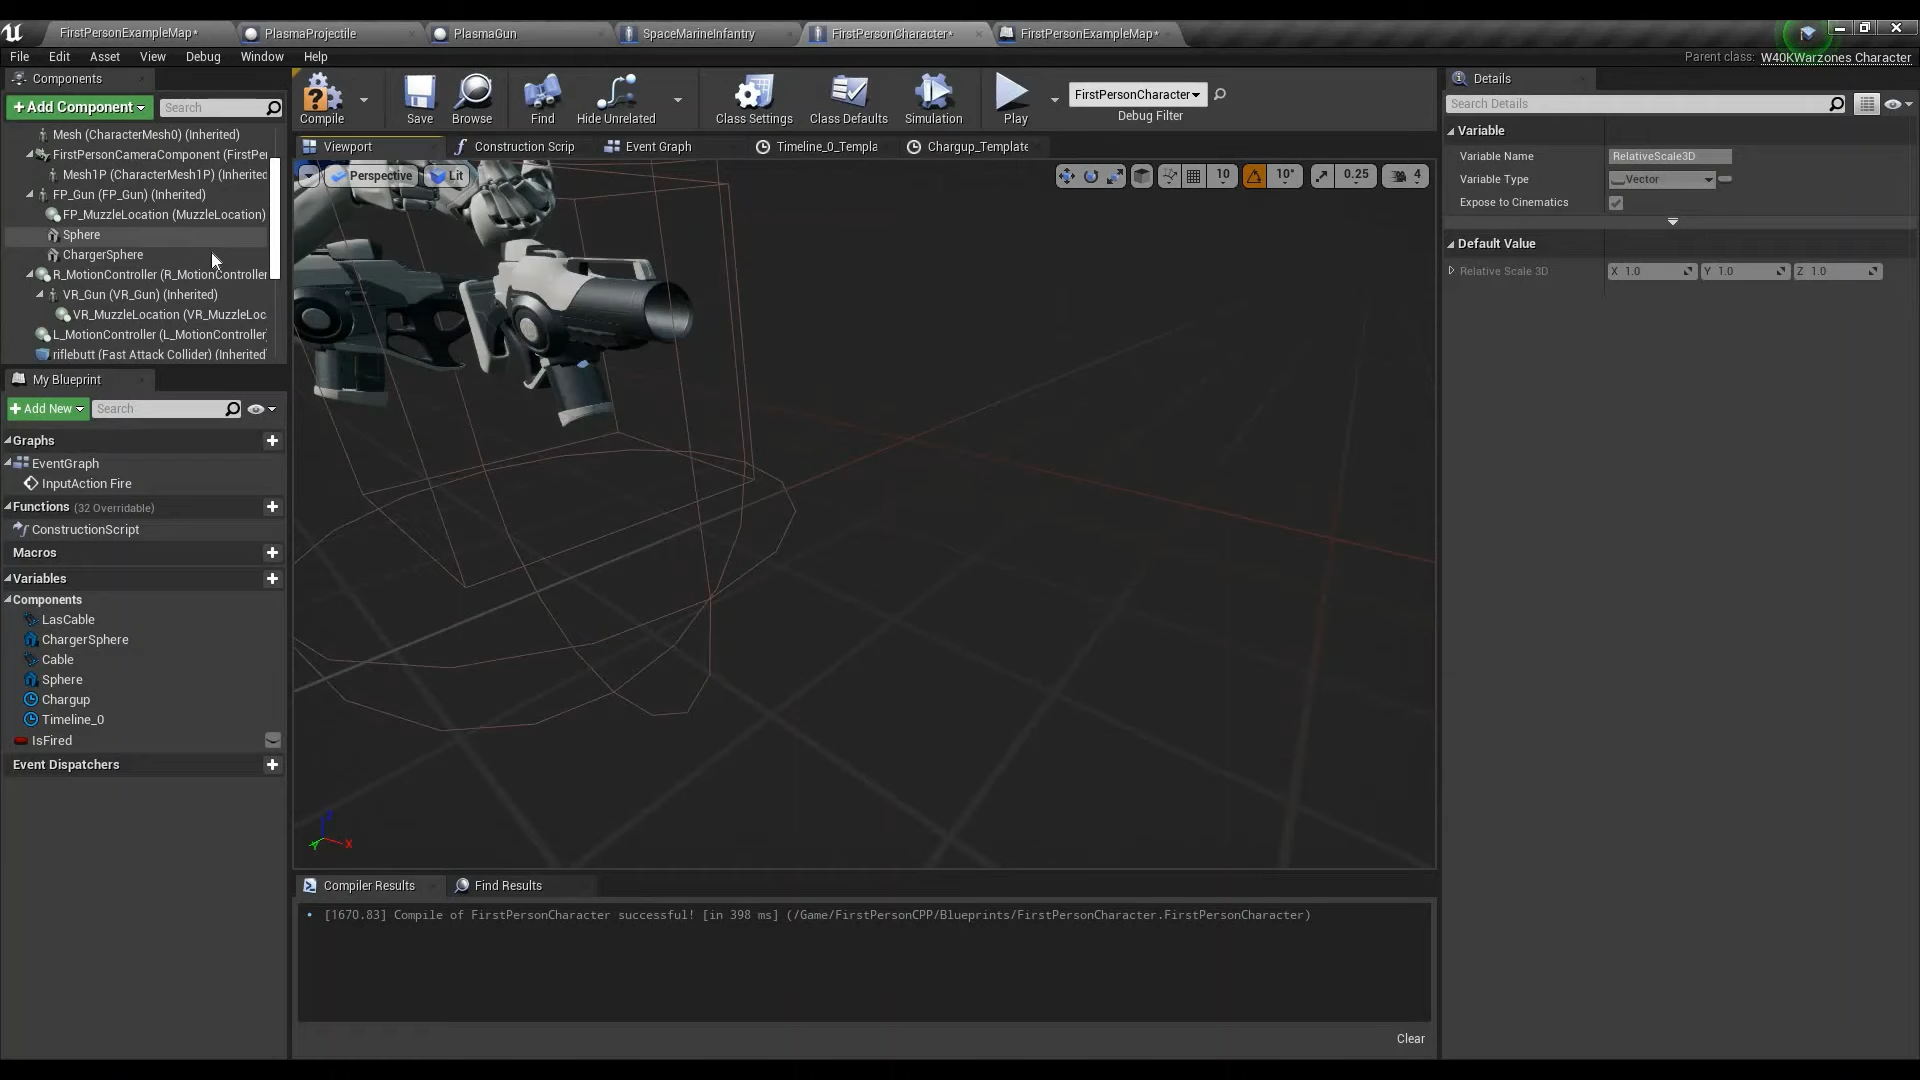 FirstPersonExampleMap*
PlasmaProjectile
PlasmaGun
SpaceMarineInfantry
FirstPersonCharacter*
FirstPersonExampleMap*
File Edit Asset View Debug Window Help
Parent class: W40KWarzones Character
Components
+Add Component
Search
Mesh (CharacterMesh0) (Inherited)
FirstPersonCameraComponent (FirstPer
Mesh1P (CharacterMesh1P) (Inherited
FP_Gun (FP_Gun) (Inherited)
FP_MuzzleLocation (MuzzleLocation)
Sphere
ChargerSphere
R_MotionController (R_MotionController
VR_Gun (VR_Gun) (Inherited)
VR_MuzzleLocation (VR_MuzzleLoc
L_MotionController (L_MotionController)
riflebutt (Fast Attack Collider) (Inherited)
My Blueprint
+Add New
Search
Graphs
EventGraph
InputAction Fire
Functions (32 Overridable)
ConstructionScript
Macros
Variables
Components
LasCable
ChargerSphere
Cable
Sphere
Chargup
Timeline_0
IsFired
Event Dispatchers
Compile
Save
Browse
Find
Hide Unrelated
Class Settings
Class Defaults
Simulation
Play
FirstPersonCharacter
Debug Filter
Viewport
Construction Scrip
Event Graph
Timeline_0_Templa
Chargup_Template
Perspective
Lit
10
10°
0.25
4
Z
X
Y
Compiler Results
Find Results
[1670.83] Compile of FirstPersonCharacter successful! [in 398 ms] (/Game/FirstPersonCPP/Blueprints/FirstPersonCharacter.FirstPersonCharacter)
Clear
Details
Search Details
Variable
Variable Name RelativeScale3D
Variable Type Vector
Expose to Cinematics
Default Value
Relative Scale 3D X 1.0 Y 1.0 Z 1.0